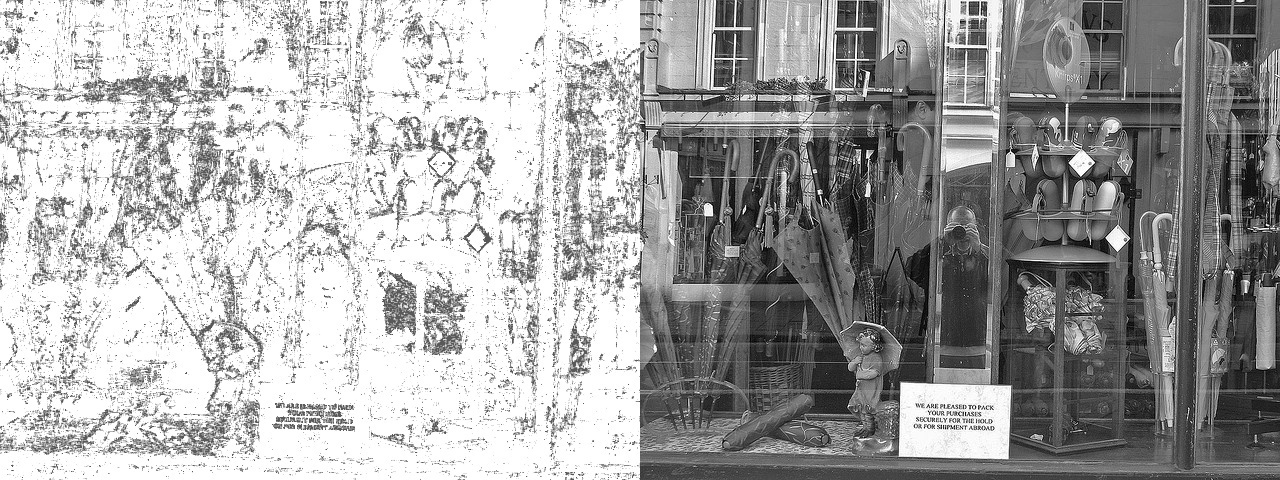 WE ARE PLEASED TO PACK
YOUR PURCHASES
SECURELY FOR THE HOLD
OR FOR SHIPMENT ABROAD